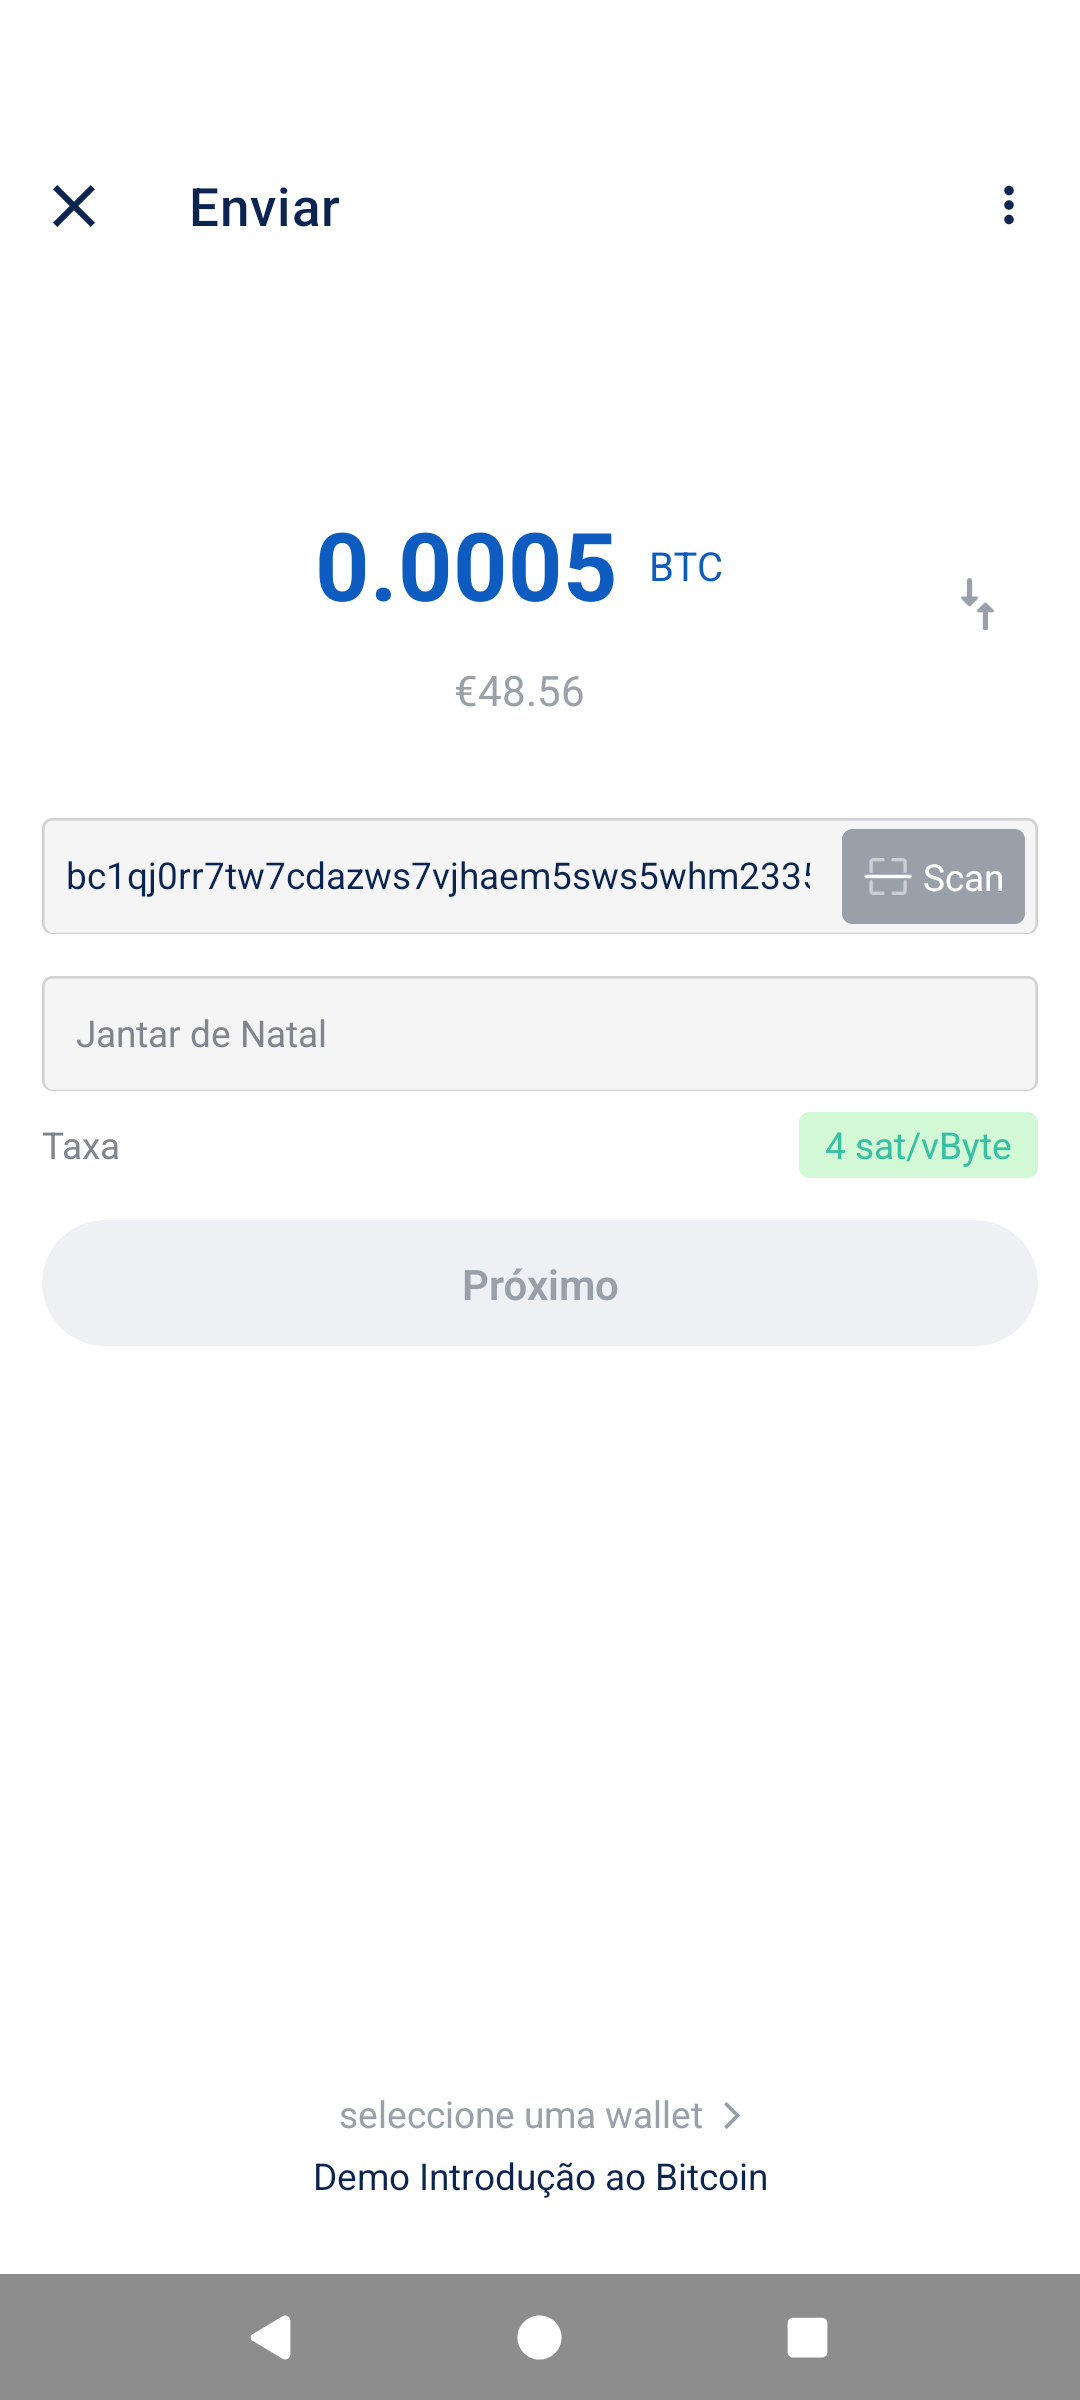 Enviar
0.0005 BTC
€48.56
bc1qj0rr7tw7cdazws7vjhaem5sws5whm2335
Scan
Jantar de Natal
Taxa
4 sat/vByte
Próximo
seleccione uma wallet
Demo Introdução ao Bitcoin